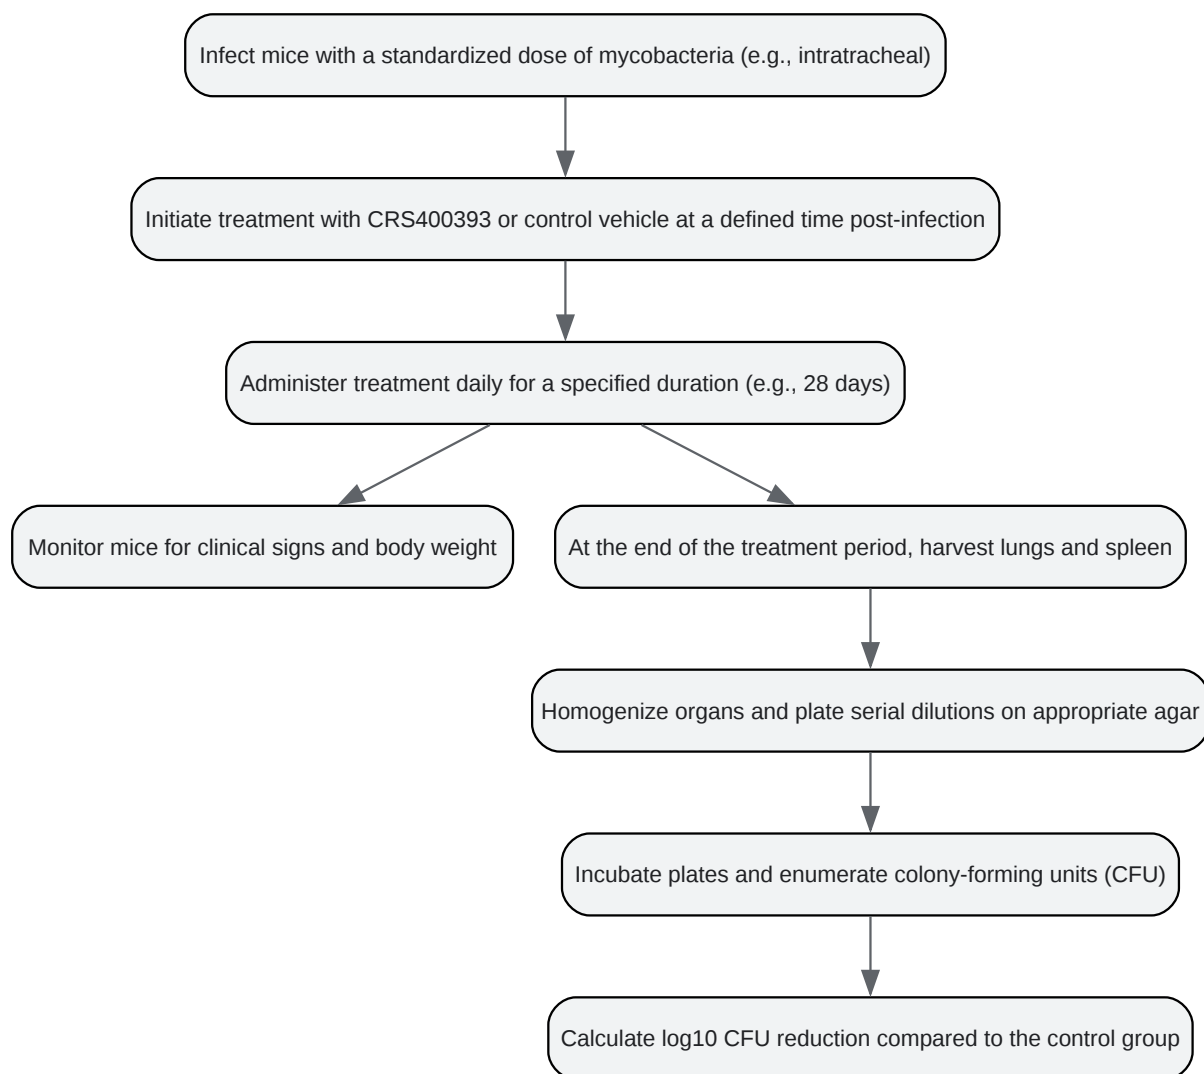 Infect mice with a standardized dose of mycobacteria (e.g., intratracheal)
Initiate treatment with CRS400393 or control vehicle at a defined time post-infection
Administer treatment daily for a specified duration (e.g., 28 days)
Monitor mice for clinical signs and body weight
At the end of the treatment period, harvest lungs and spleen
Homogenize organs and plate serial dilutions on appropriate agar
Incubate plates and enumerate colony-forming units (CFU)
Calculate log10 CFU reduction compared to the control group